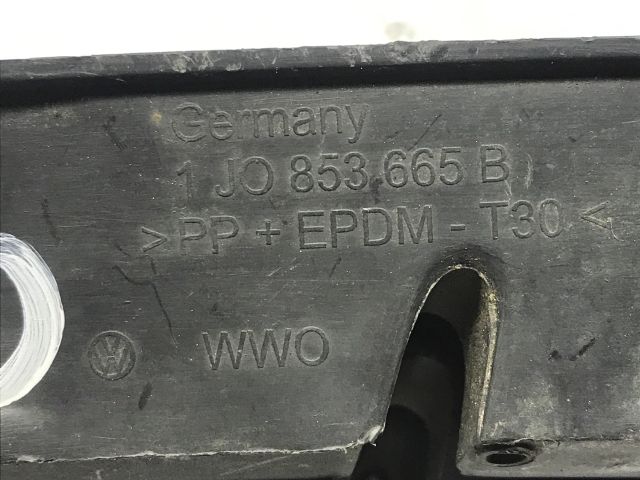 Germany
1 JO 853 665 B
>PP + EPDM - T30<
WWO